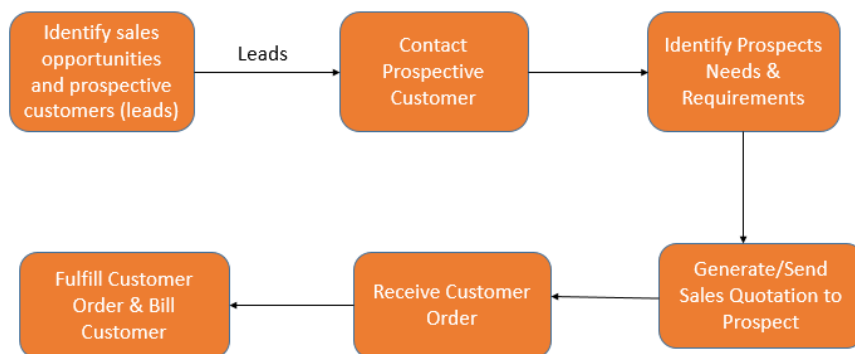 Identify sales
opportunities
and prospective
customers (leads)
Leads
Contact
Prospective
Customer
Identify Prospects
Needs &
Requirements
Generate/Send
Sales Quotation to
Prospect
Receive Customer
Order
Fulfill Customer
Order & Bill
Customer